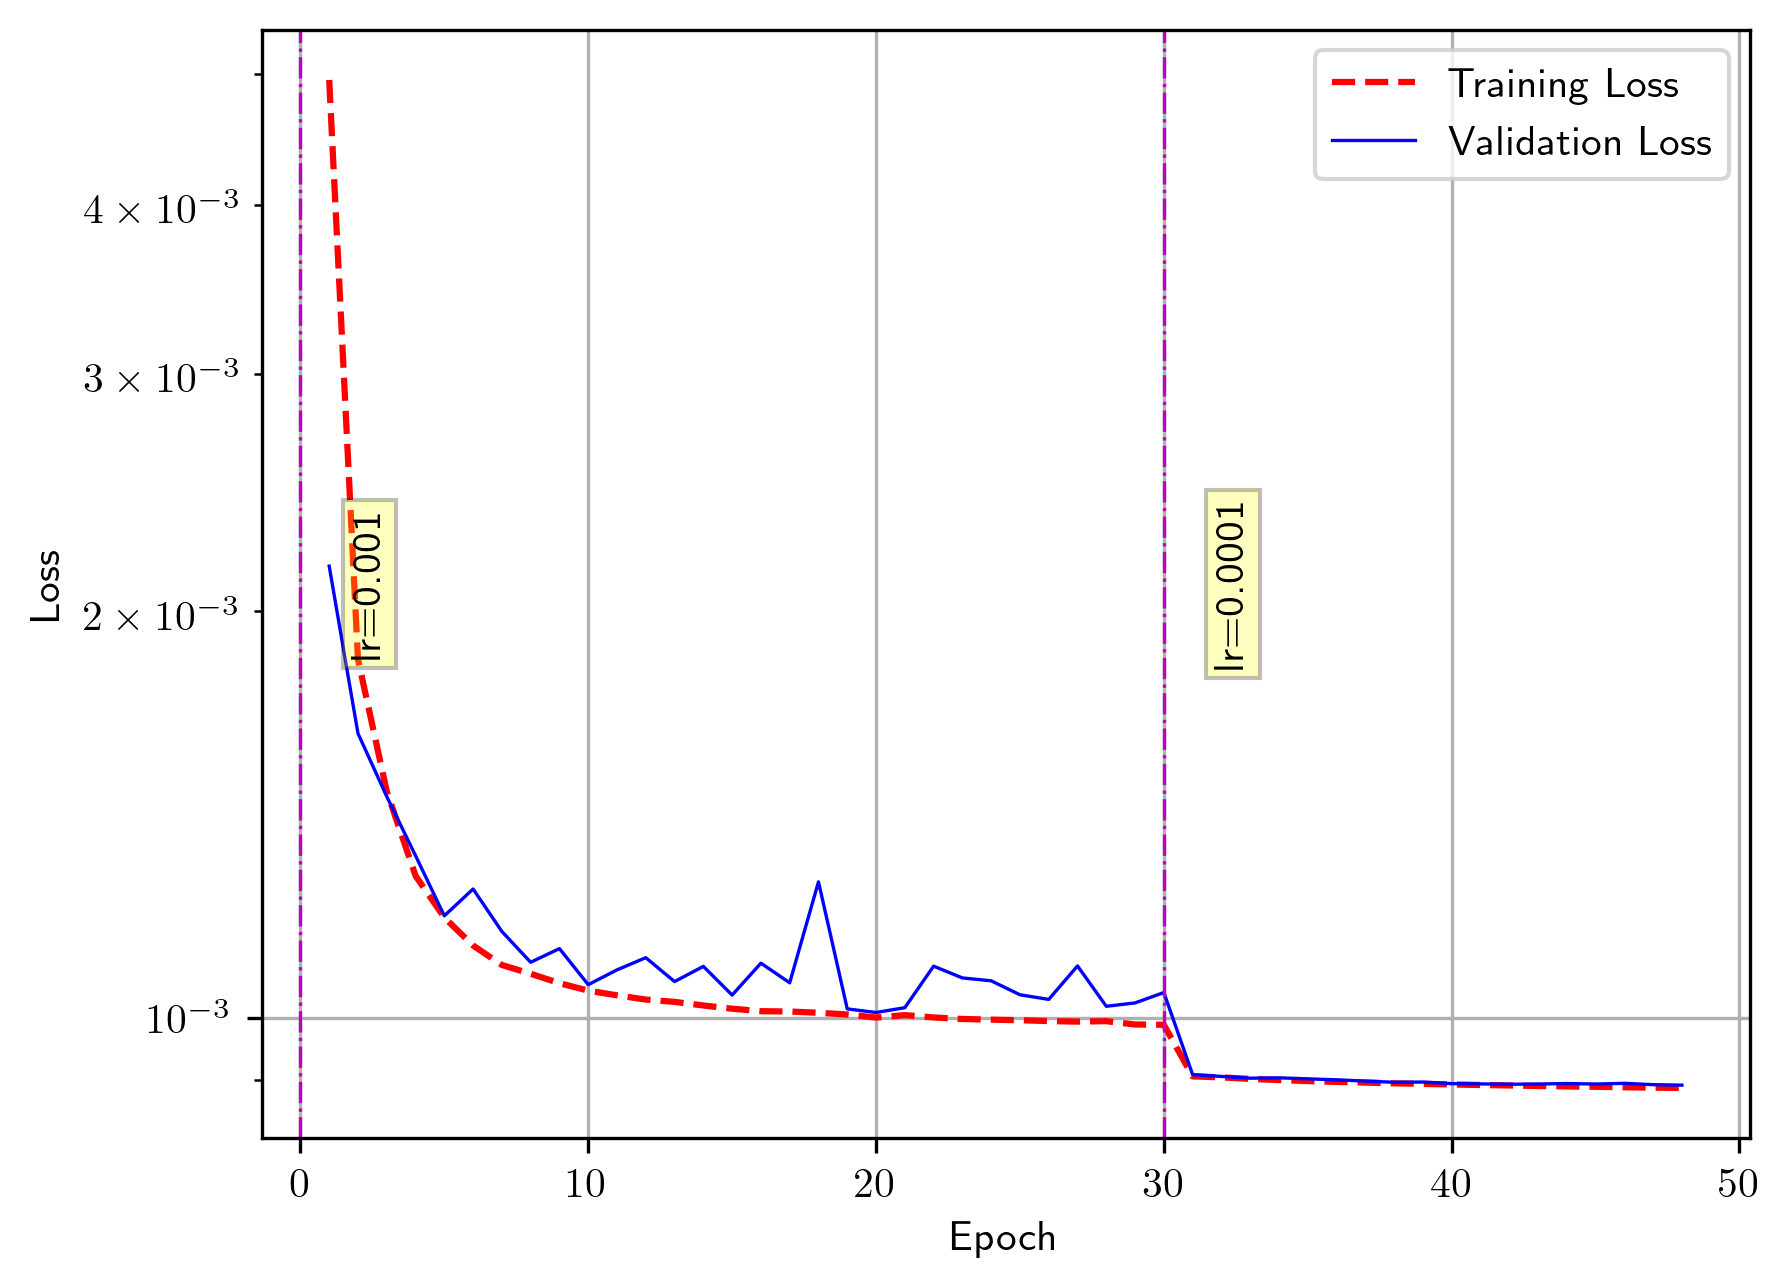 Training Loss
Validation Loss
4 × 10⁻³
3 × 10⁻³
2 × 10⁻³
10⁻³
Loss
lr=0.001
lr=0.0001
0 10 20 30 40 50
Epoch